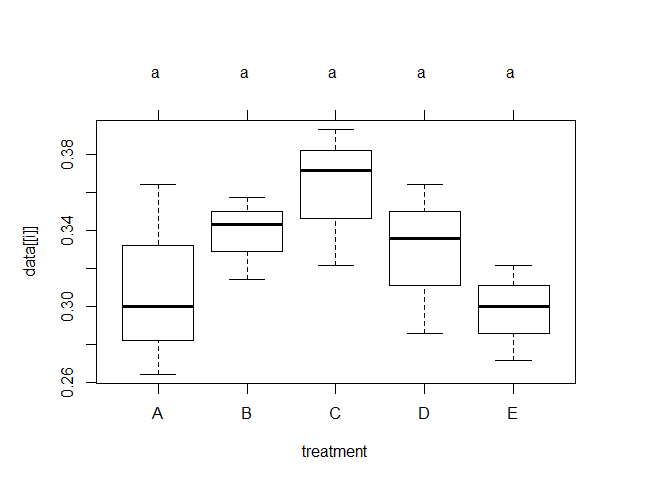 a a a a a
data[[i]]
0.38
0.34
0.30
0.26
A B C D E
treatment